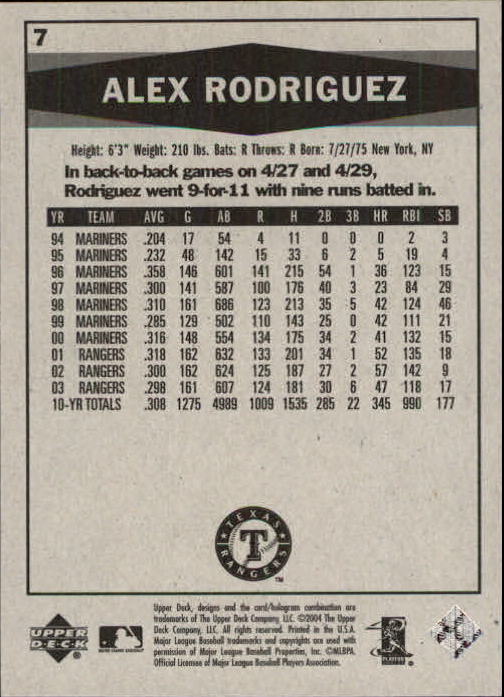 7
ALEX RODRIGUEZ
Height: 6'3" Weight: 210 lbs. Bats: R Throws: R Born: 7/27/75 New York, NY
In back-to-back games on 4/27 and 4/29,
Rodriguez went 9-for-11 with nine runs batted in.
YR TEAM AVG G AB R H 2B 3B HR RBI SB
94 MARINERS .204 17 54 4 11 0 0 0 2 3
95 MARINERS .232 48 142 15 33 6 2 5 19 4
96 MARINERS .358 146 601 141 215 54 1 36 123 15
97 MARINERS .300 141 587 100 176 40 3 23 84 29
98 MARINERS .310 161 686 123 213 35 5 42 124 46
99 MARINERS .285 129 502 110 143 25 0 42 111 21
00 MARINERS .316 148 554 134 175 34 2 41 132 15
01 RANGERS .318 162 632 133 201 34 1 52 135 18
02 RANGERS .300 162 624 125 187 27 2 57 142 9
03 RANGERS .298 161 607 124 181 30 6 47 118 17
10-YR TOTALS .308 1275 4989 1009 1535 285 22 345 990 177
TEXAS
T
RANGERS
TM
Upper Deck, designs and the card/hologram combination are
trademarks of The Upper Deck Company, LLC. ©2004 The Upper
Deck Company, LLC. All rights reserved. Printed in the U.S.A.
Major League Baseball trademarks and copyrights are used with
permission of Major League Baseball Properties, Inc. ©MLBPA.
Official Licensee of Major League Baseball Players Association.
UPPER
DECK
PLAYERS